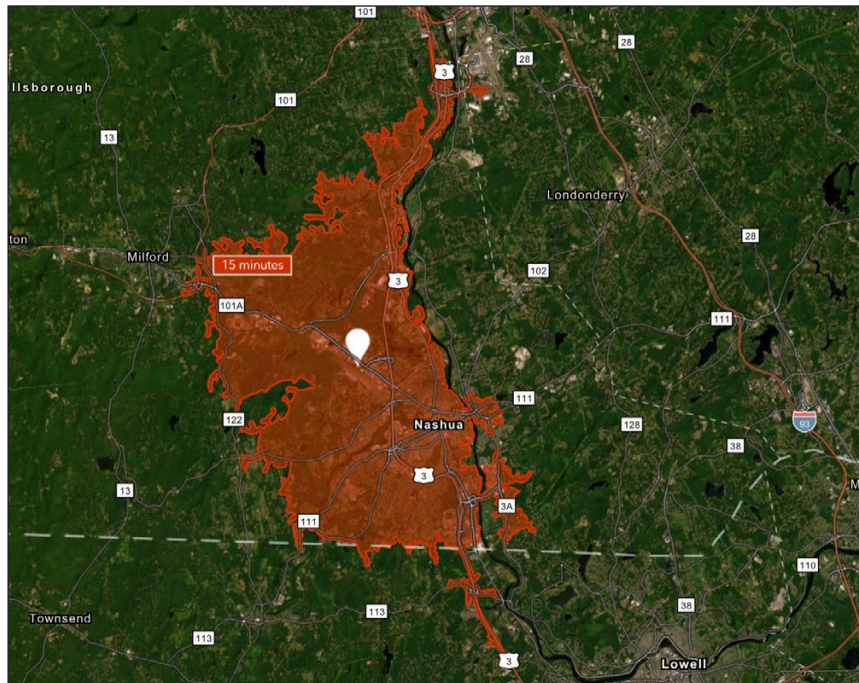 101
28
28
3
llsborough
101
13
Londonderry
28
ton
Milford
15 minutes
102
3
101A
111
111
122
Nashua
128
93
38
3
13
3A
M
111
110
113
38
Townsend
113
3
Lowell